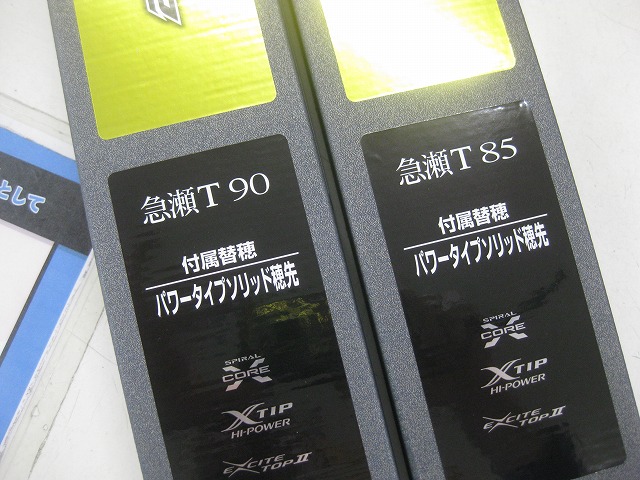 として
急瀬T 90
付属替穂
パワータイプソリッド穂先
SPIRAL
X
CORE
XTIP
HI-POWER
EXCITE
TOP II
急瀬T 85
付属替穂
パワータイプソリッド穂先
SPIRAL
X
CORE
XTIP
HI-POWER
EXCITE
TOP II